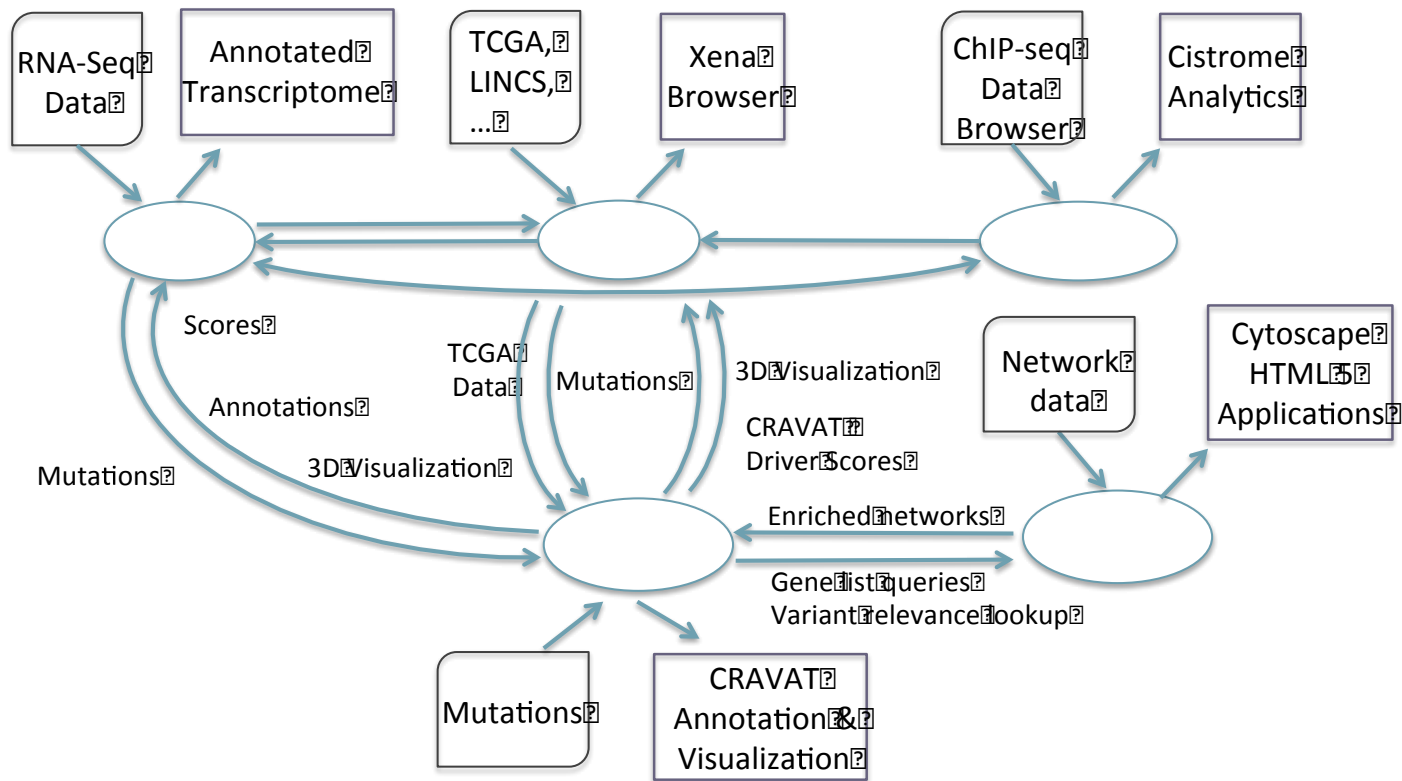 RNA-Seq
Data
Annotated
Transcriptome
TCGA,
LINCS,
...
Xena
Browser
ChIP-seq
Data
Browser
Cistrome
Analytics
Scores
Annotations
3D Visualization
Mutations
TCGA
Data
Mutations
3D Visualization
CRAVAT
Driver Scores
Network
data
Cytoscape
HTML 5
Applications
Enriched networks
Gene list queries
Variant relevance lookup
Mutations
CRAVAT
Annotation &
Visualization